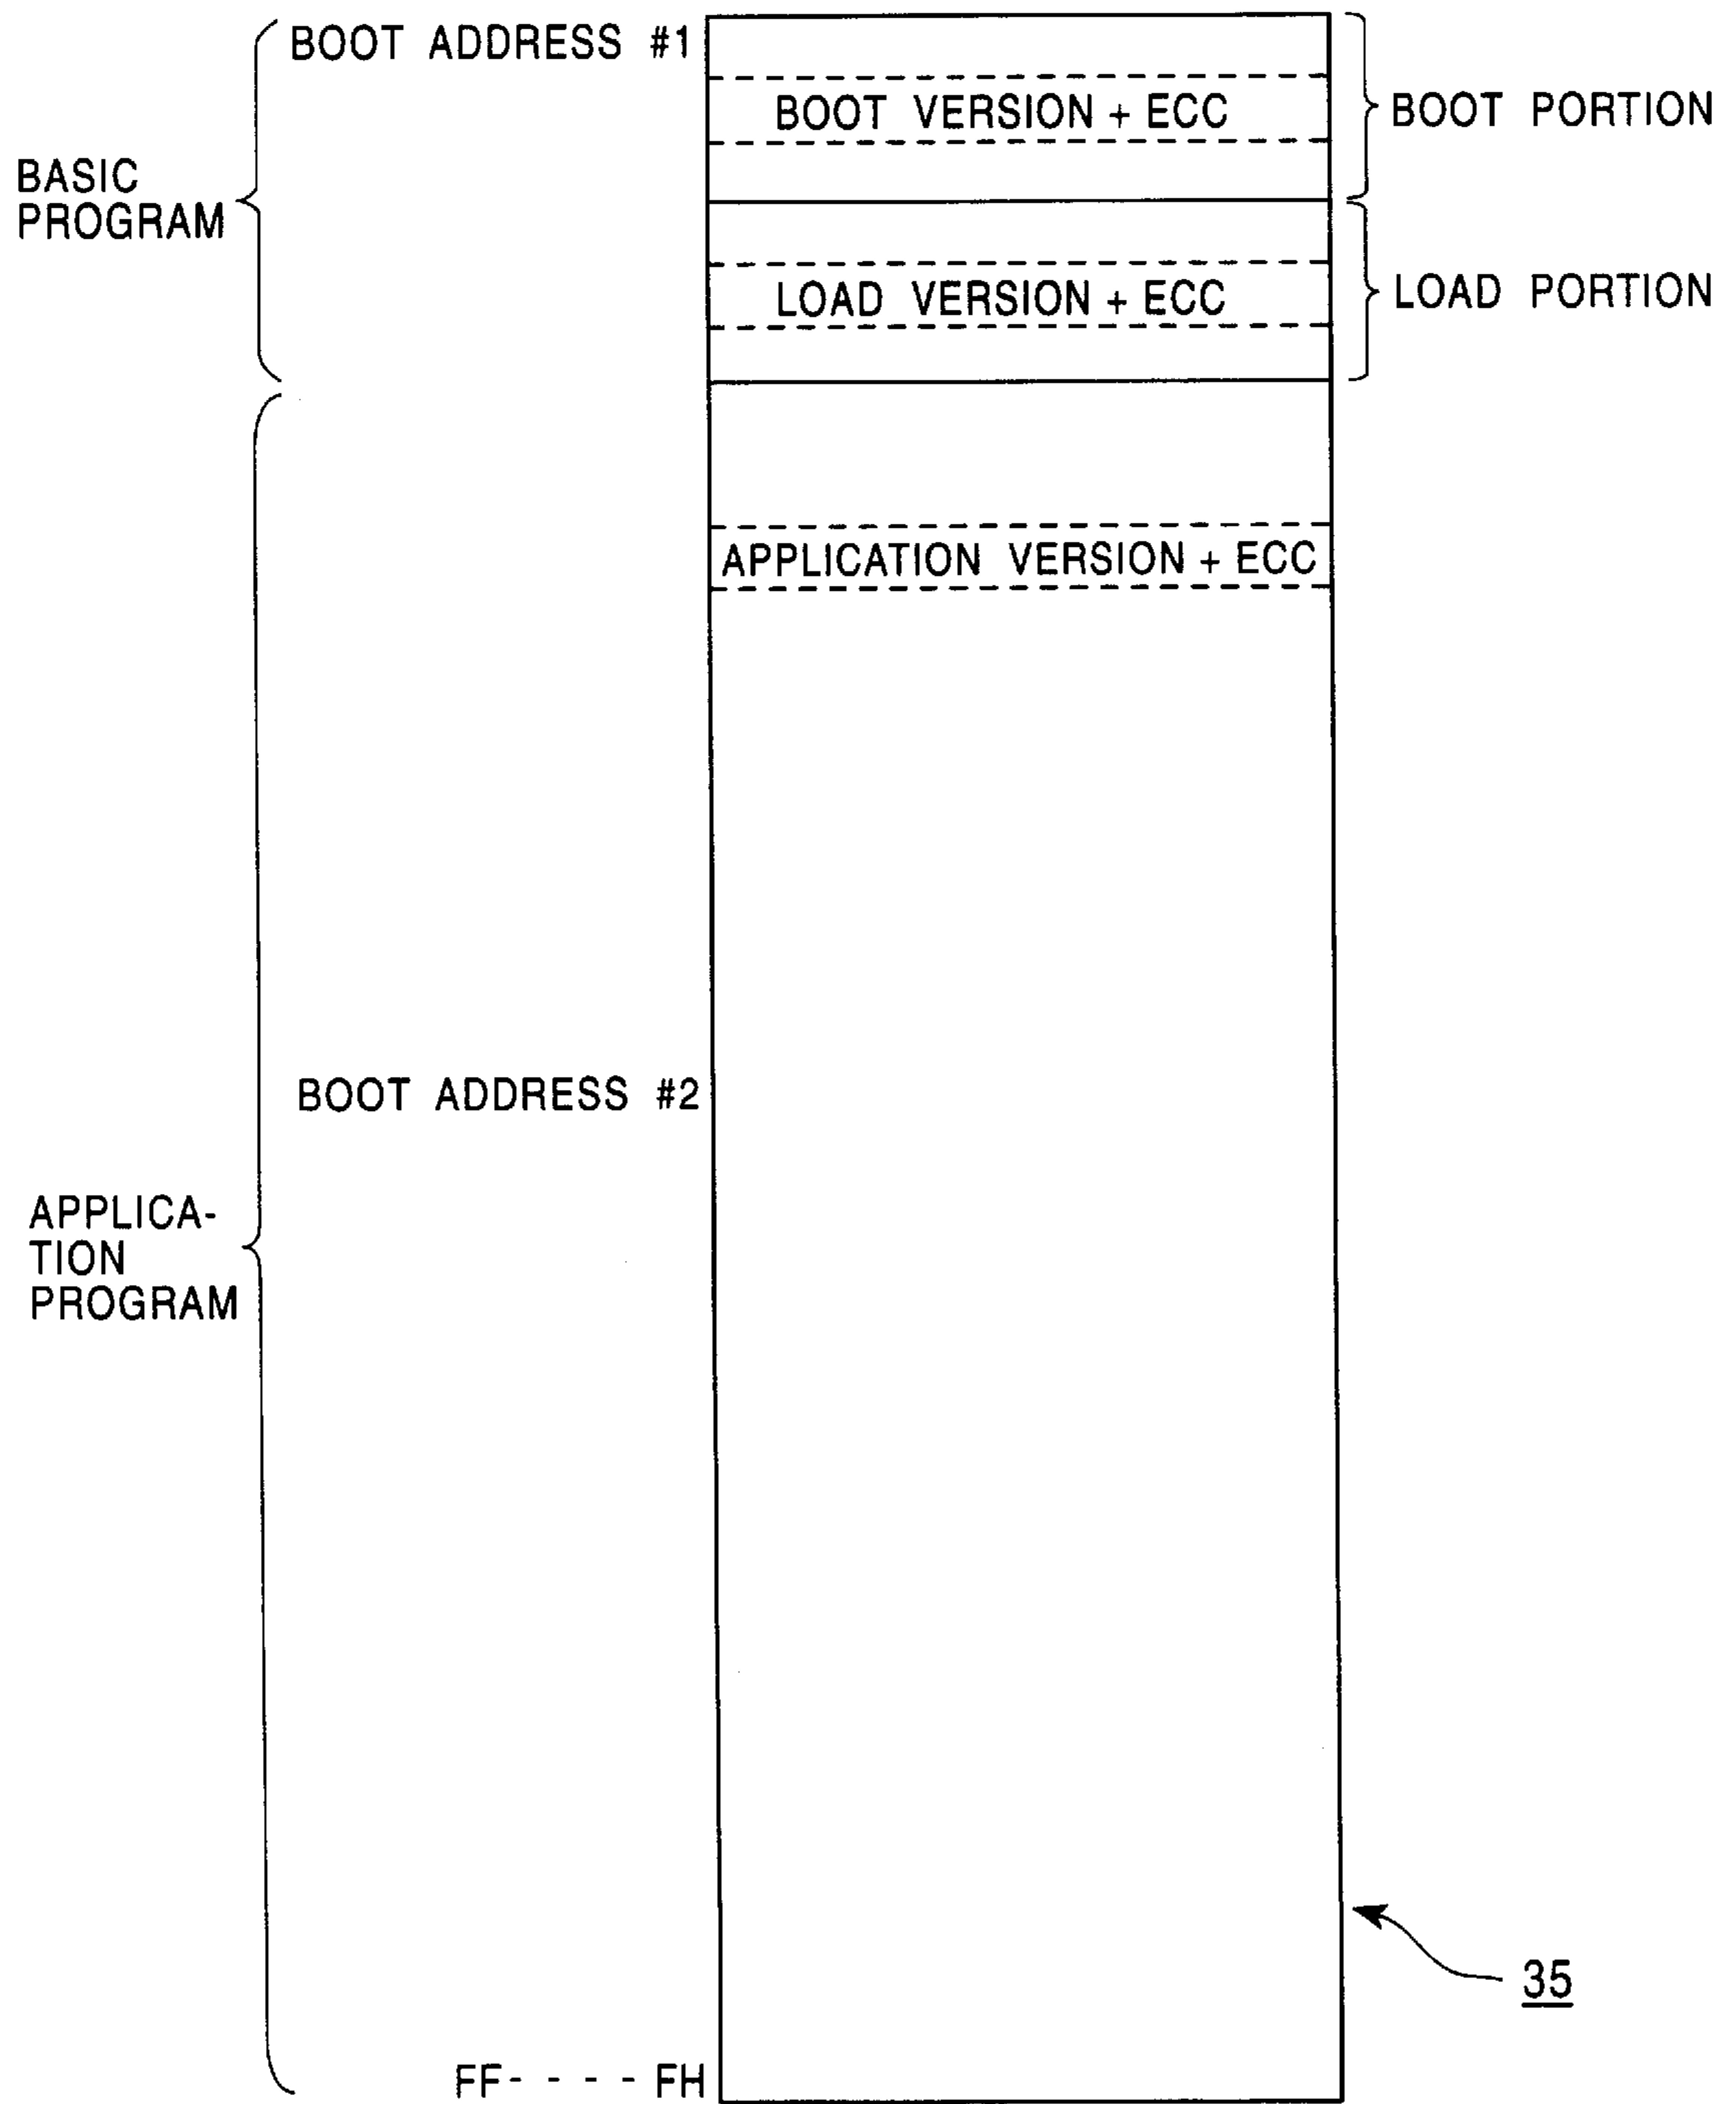 BOOT ADDRESS #1
BOOT VERSION + ECC
BOOT PORTION
BASIC
PROGRAM
LOAD VERSION + ECC
LOAD PORTION
APPLICATION VERSION + ECC
BOOT ADDRESS #2
APPLICA-
TION
PROGRAM
35
FF- - - - - FH